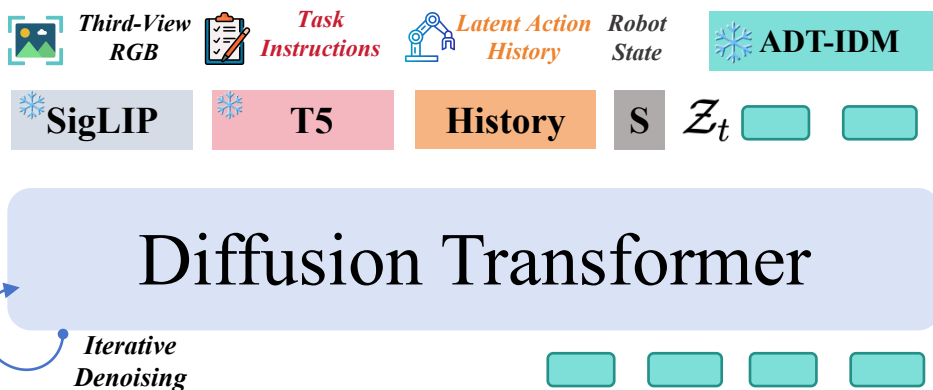 Third-View
RGB
Task
Instructions
Latent Action
History
Robot
State
ADT-IDM
SigLIP
T5
History
S
𝒵t
Diffusion Transformer
Iterative
Denoising